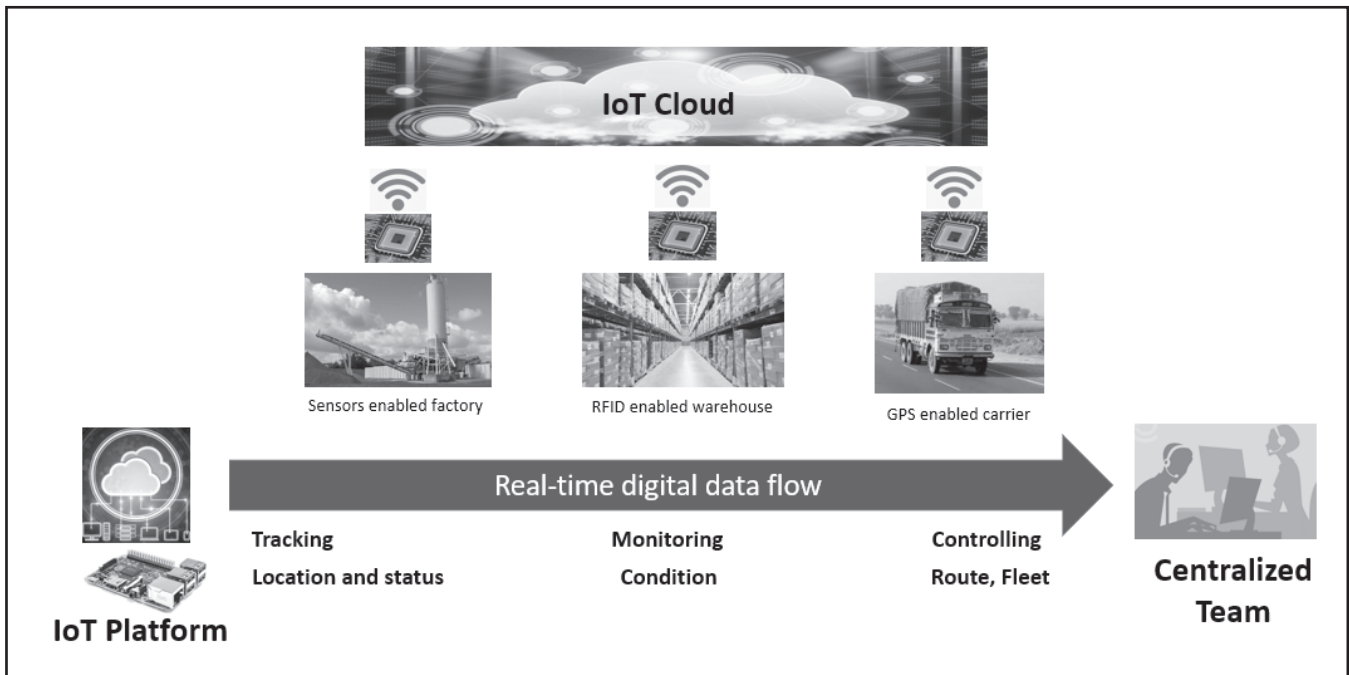 IoT Cloud
Sensors enabled factory
RFID enabled warehouse
GPS enabled carrier
Real-time digital data flow
Tracking
Monitoring
Controlling
Location and status
Condition
Route, Fleet
IoT Platform
Centralized
Team